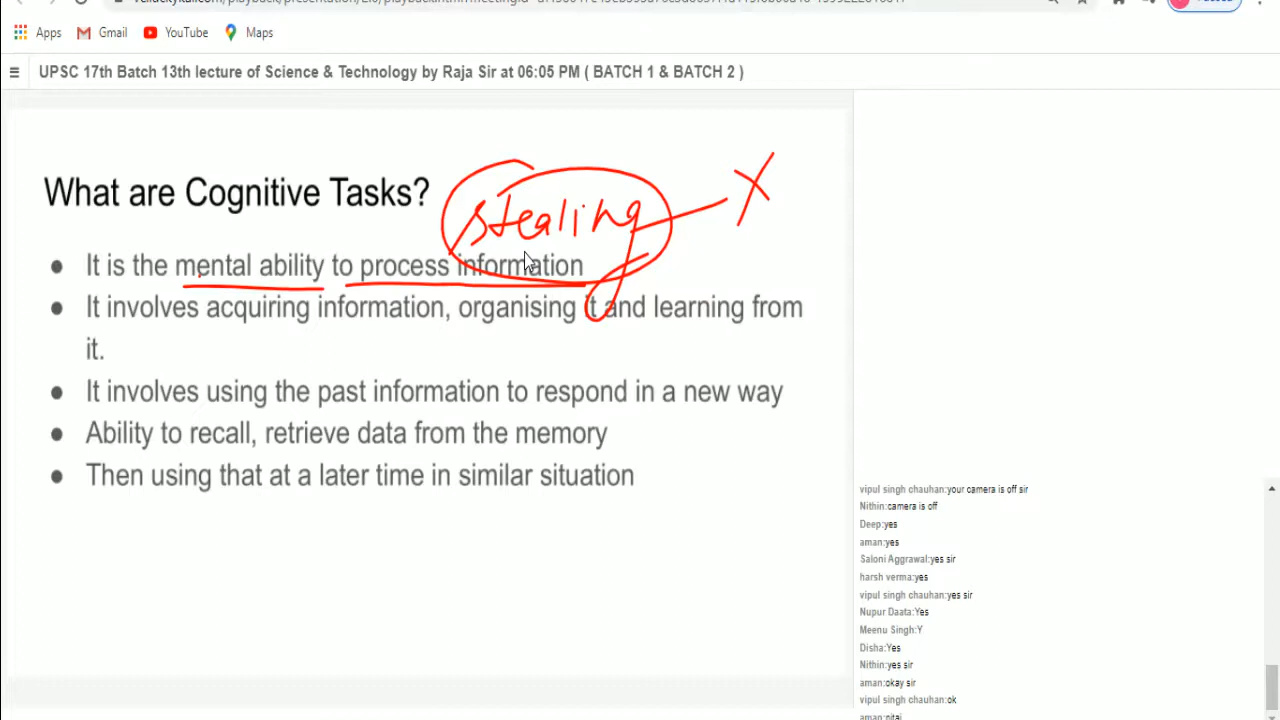 Apps Gmail YouTube Maps
UPSC 17th Batch 13th lecture of Science & Technology by Raja Sir at 06:05 PM ( BATCH 1 & BATCH 2 )
What are Cognitive Tasks?
stealing X
● It is the mental ability to process information
● It involves acquiring information, organising it and learning from
it.
● It involves using the past information to respond in a new way
● Ability to recall, retrieve data from the memory
● Then using that at a later time in similar situation
vipul singh chauhan:your camera is off sir
Nithin:camera is off
Deep:yes
aman:yes
Saloni Aggrawal:yes sir
harsh verma:yes
vipul singh chauhan:yes sir
Nupur Daata:Yes
Meenu Singh:Y
Disha:Yes
Nithin:yes sir
aman:okay sir
vipul singh chauhan:ok